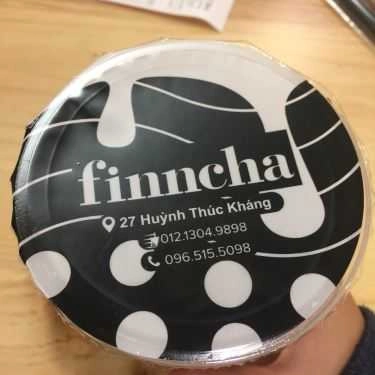 finncha
27 Huỳnh Thúc Kháng
012.1304.9898
096.515.5098